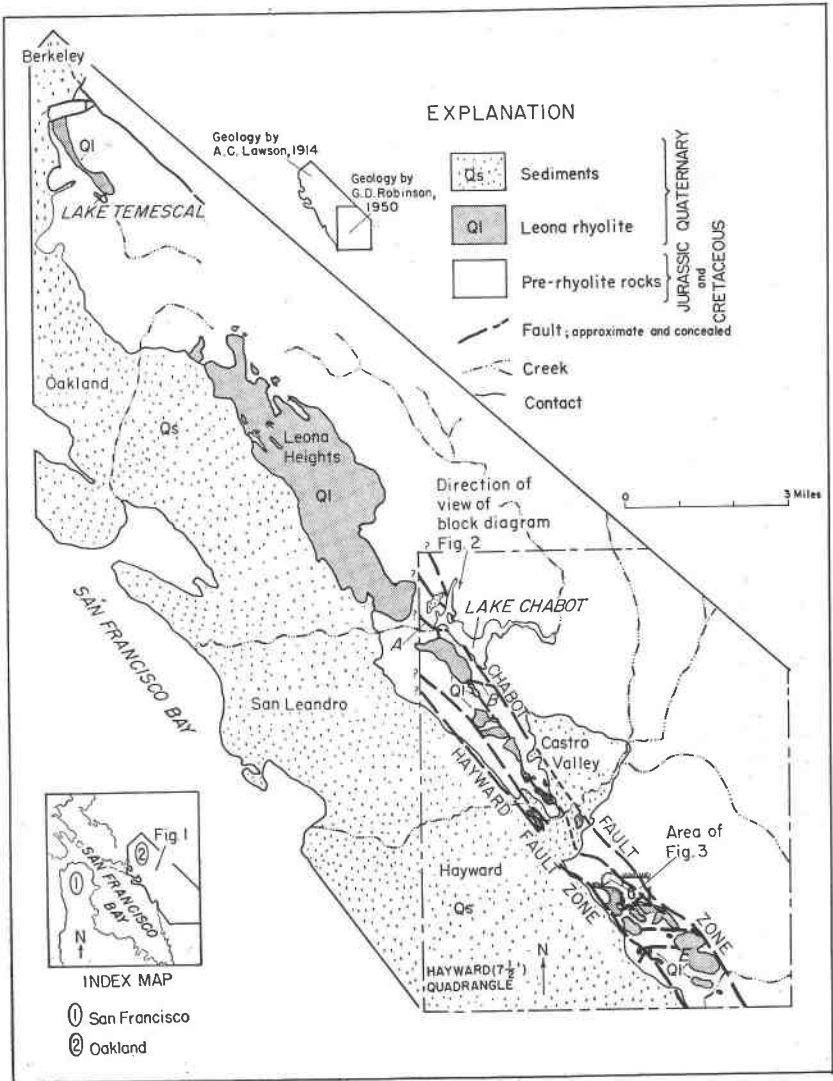 Berkeley
Ql
LAKE TEMESCAL
Geology by
A.C. Lawson, 1914
Geology by
G.D. Robinson,
1950
EXPLANATION
Qs Sediments
Ql Leona rhyolite
Pre-rhyolite rocks
QUATERNARY
JURASSIC
and
CRETACEOUS
Fault; approximate and concealed
Creek
Contact
0 3 Miles
Oakland
Qs
Leona
Heights
Ql
Direction of
view of
block diagram
Fig. 2
?
?
?
?
A
LAKE CHABOT
CHABOT
Ql
B
SAN FRANCISCO BAY
San Leandro
Castro
Valley
HAYWARD
FAULT
FAULT
Area of
Fig. 3
Hayward
Qs
ZONE
ZONE
E
Ql
N
HAYWARD (7½')
QUADRANGLE
Fig. 1
②
①
SAN FRANCISCO
BAY
N
INDEX MAP
① San Francisco
② Oakland